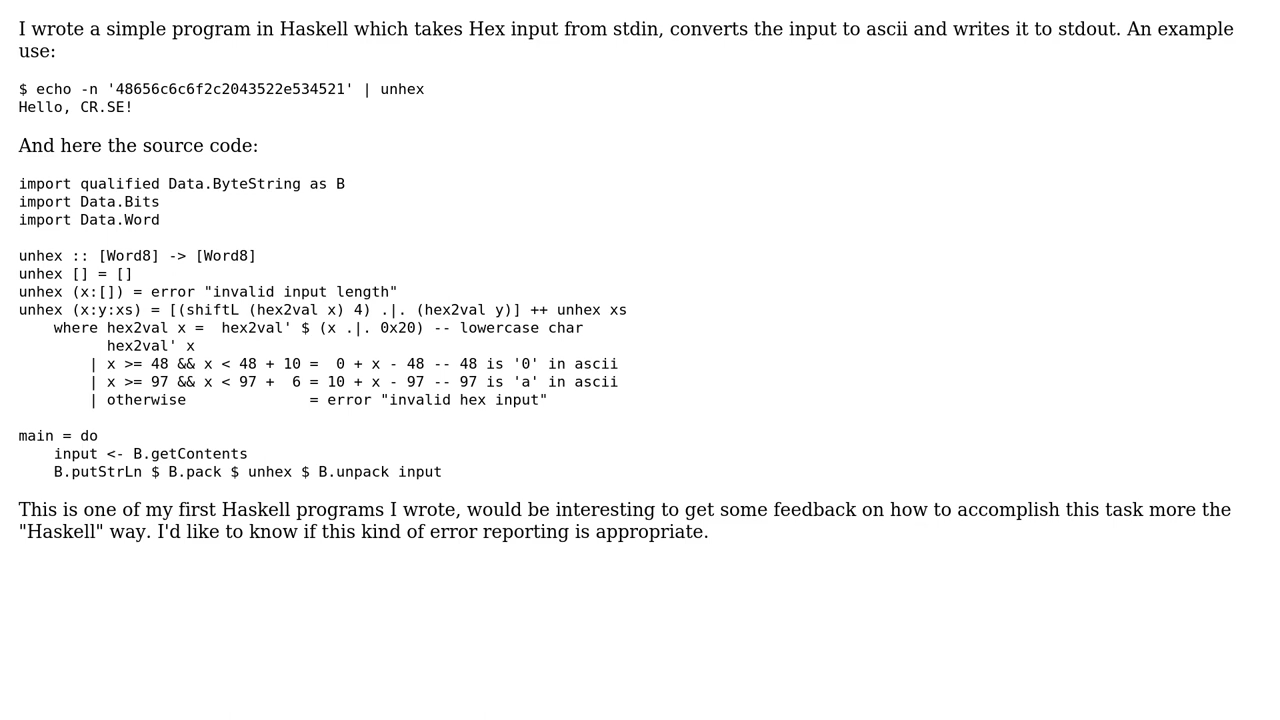 I wrote a simple program in Haskell which takes Hex input from stdin, converts the input to ascii and writes it to stdout. An example
use:
$ echo -n '48656c6c6f2c2043522e534521' | unhex
Hello, CR.SE!
And here the source code:
import qualified Data.ByteString as B
import Data.Bits
import Data.Word
unhex :: [Word8] -> [Word8]
unhex [] = []
unhex (x:[]) = error "invalid input length"
unhex (x:y:xs) = [(shiftL (hex2val x) 4) .|. (hex2val y)] ++ unhex xs
    where hex2val x =  hex2val' $ (x .|. 0x20) -- lowercase char
          hex2val' x
        | x >= 48 && x < 48 + 10 =  0 + x - 48 -- 48 is '0' in ascii
        | x >= 97 && x < 97 +  6 = 10 + x - 97 -- 97 is 'a' in ascii
        | otherwise              = error "invalid hex input"
main = do
    input <- B.getContents
    B.putStrLn $ B.pack $ unhex $ B.unpack input
This is one of my first Haskell programs I wrote, would be interesting to get some feedback on how to accomplish this task more the
"Haskell" way. I'd like to know if this kind of error reporting is appropriate.